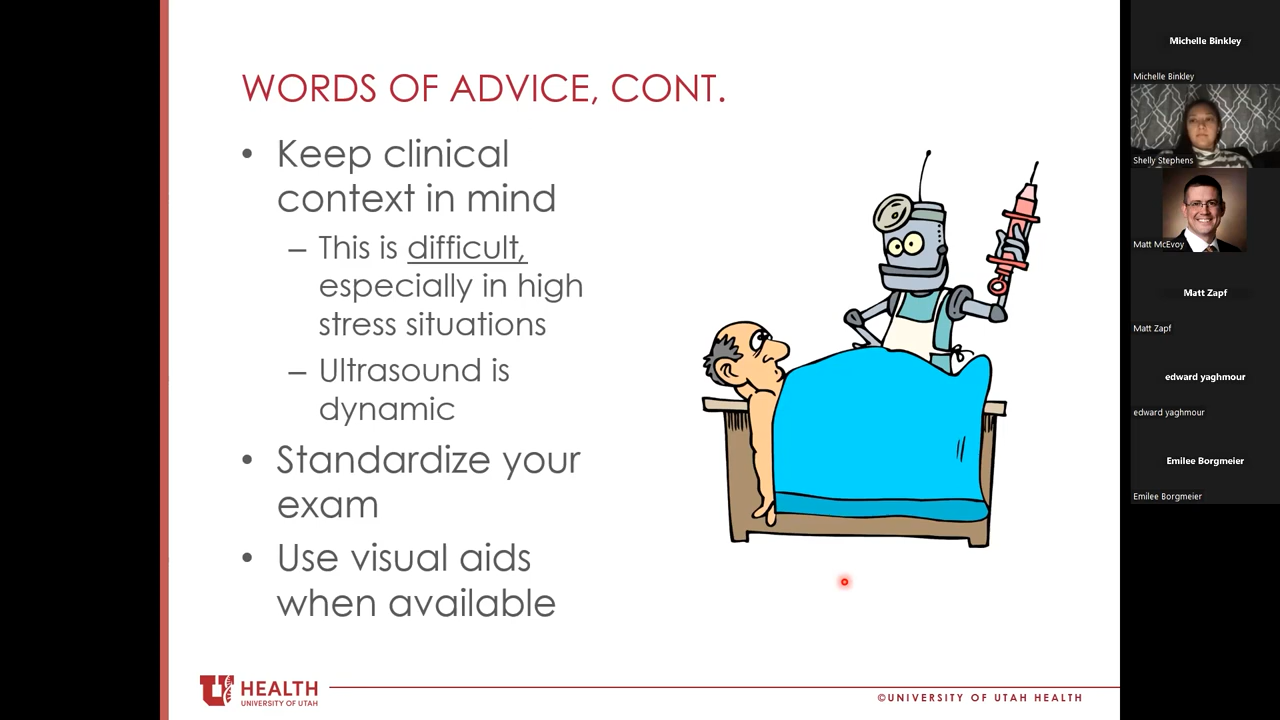 WORDS OF ADVICE, CONT.
• Keep clinical
context in mind
– This is difficult,
especially in high
stress situations
– Ultrasound is
dynamic
• Standardize your
exam
• Use visual aids
when available
HEALTH
UNIVERSITY OF UTAH
©UNIVERSITY OF UTAH HEALTH
Michelle Binkley
Michelle Binkley
Shelly Stephens
Matt McEvoy
Matt Zapf
Matt Zapf
edward yaghmour
edward yaghmour
Emilee Borgmeier
Emilee Borgmeier